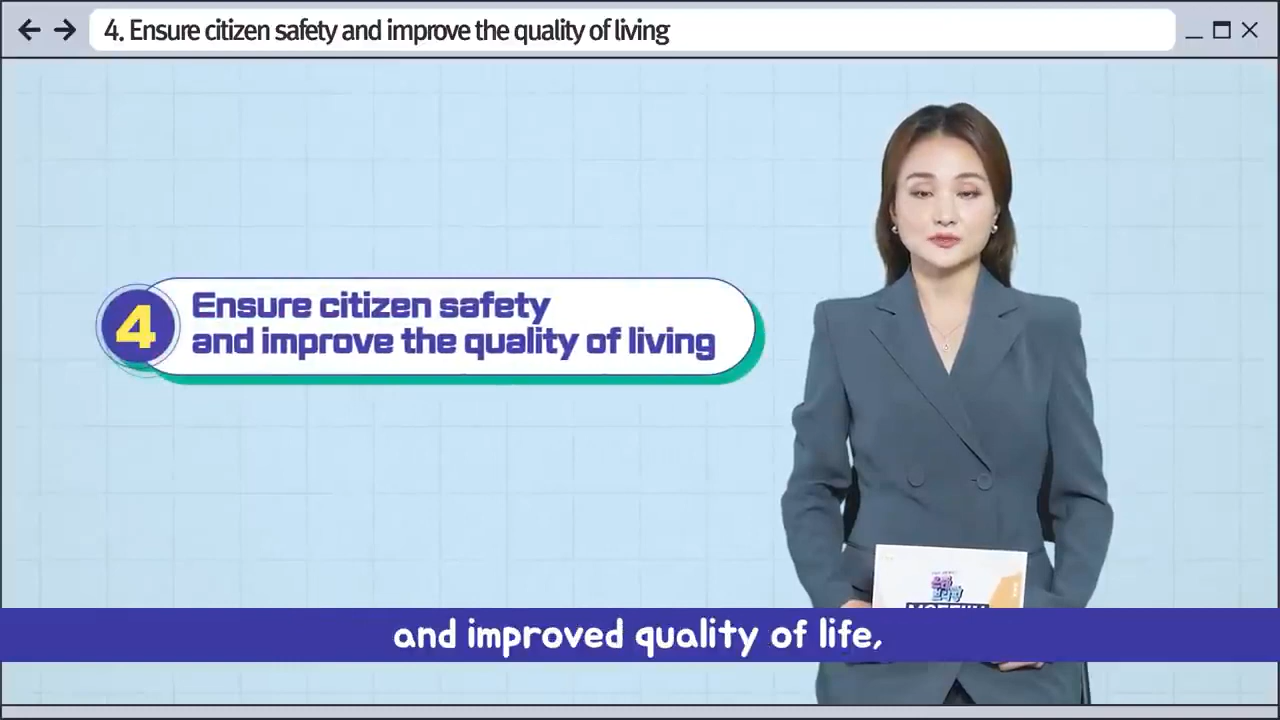 4. Ensure citizen safety and improve the quality of living
4
Ensure citizen safety
and improve the quality of living
and improved quality of life,